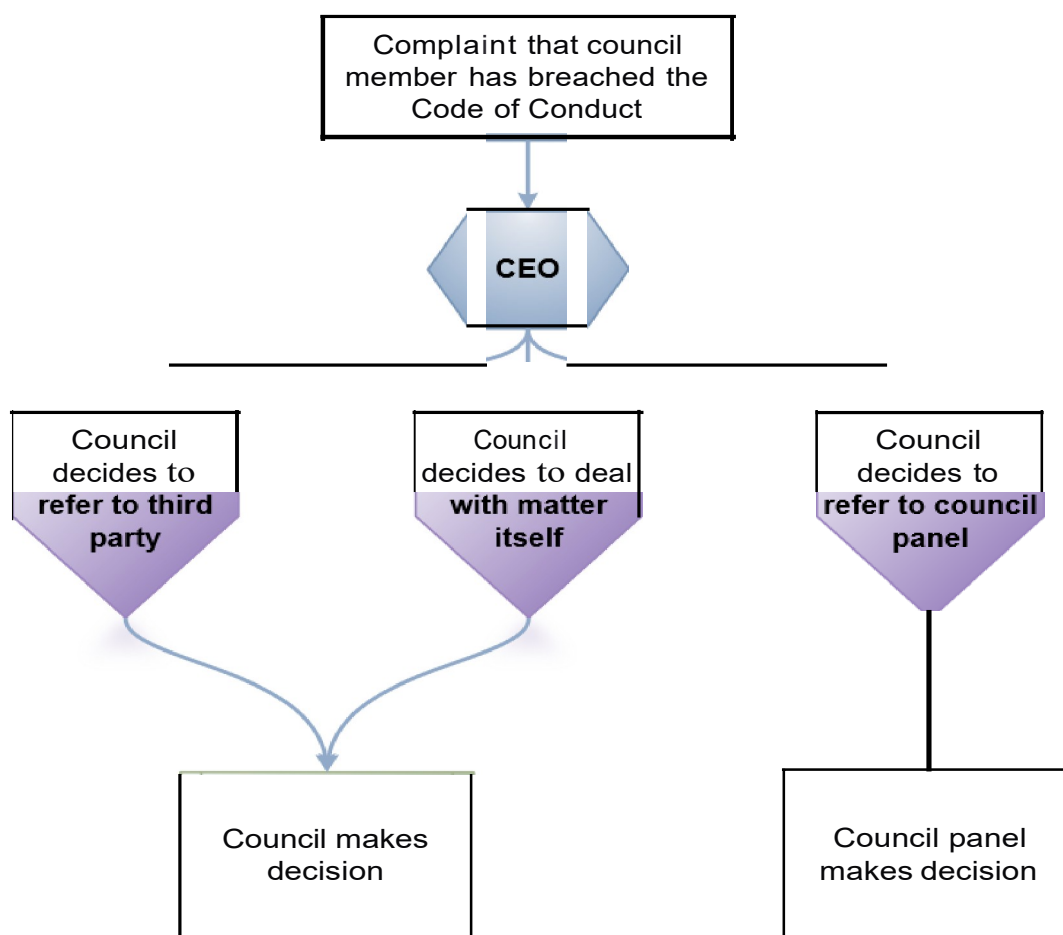 Complaint that council
member has breached the
Code of Conduct
CEO
Council
decides to
refer to third
party
Council
decides to deal
with matter
itself
Council
decides to
refer to council
panel
Council makes
decision
Council panel
makes decision